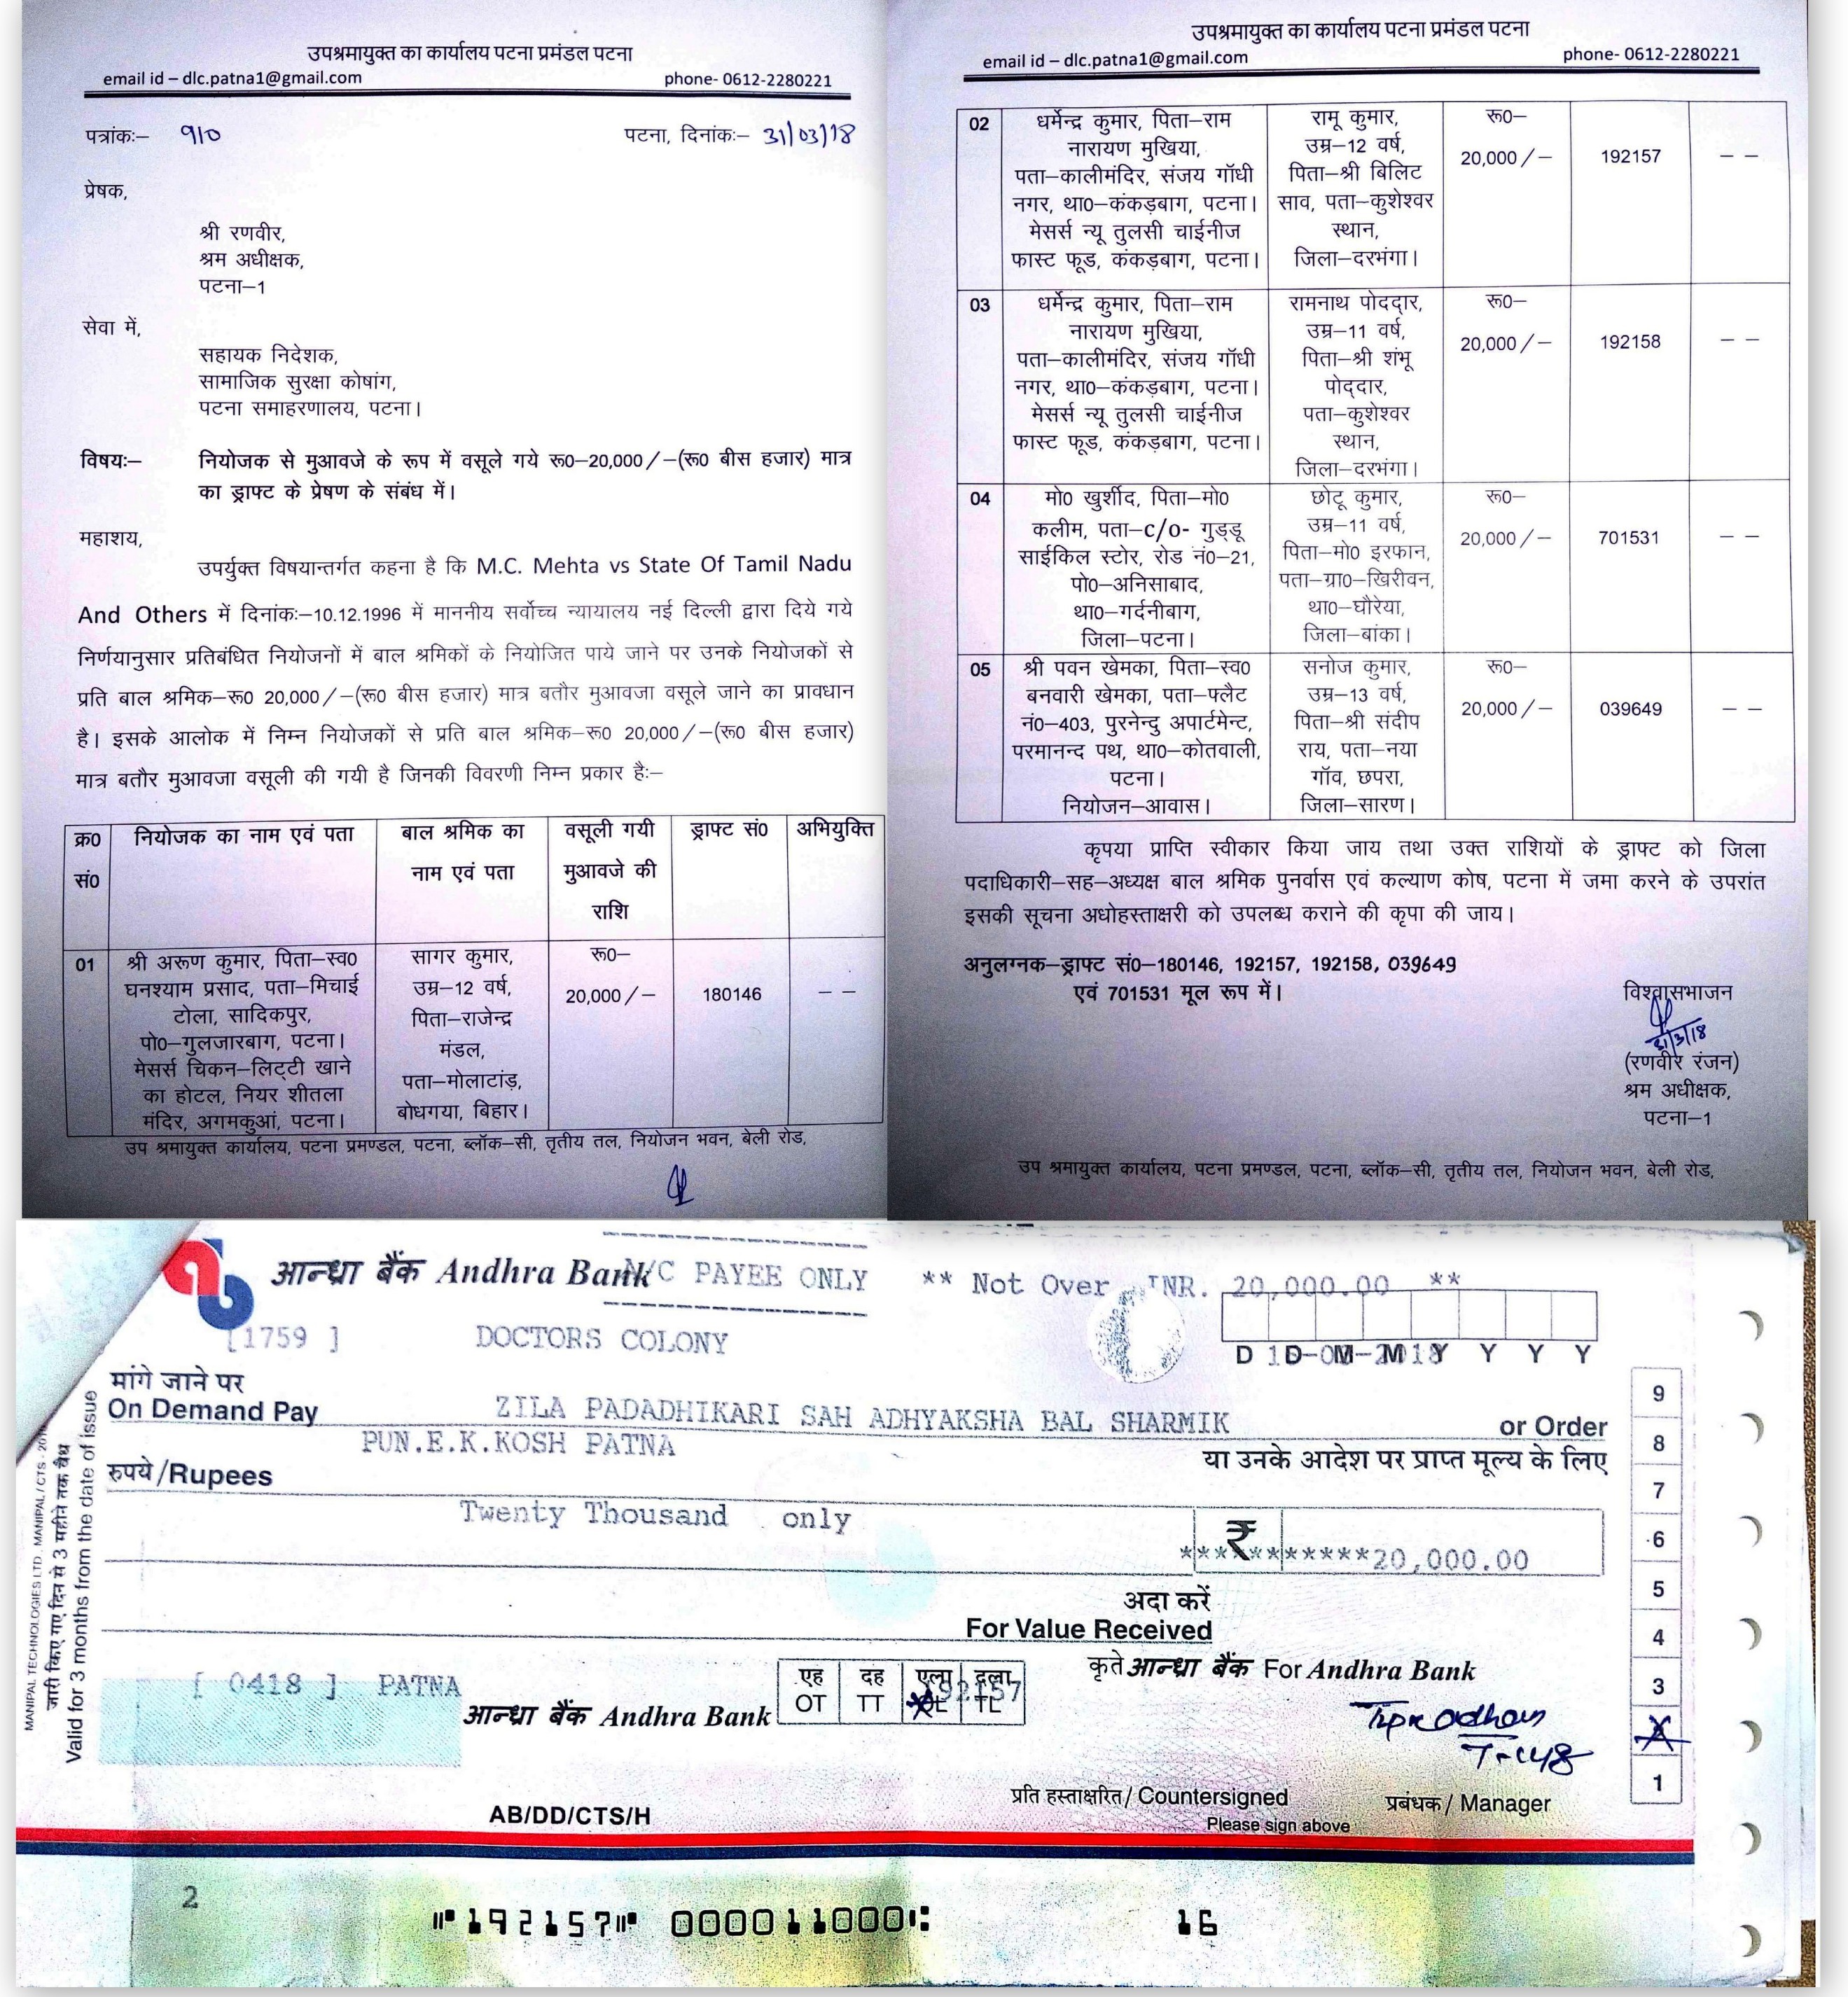 उपश्रमायुक्त का कार्यालय पटना प्रमंडल पटना
email id – dlc.patna1@gmail.com phone- 0612-2280221
पत्रांकः– 910 पटना, दिनांकः– 31/03/18
प्रेषक,
श्री रणवीर,
श्रम अधीक्षक,
पटना–1
सेवा में,
सहायक निदेशक,
सामाजिक सुरक्षा कोषांग,
पटना समाहरणालय, पटना।
विषयः– नियोजक से मुआवजे के रूप में वसूले गये रू0–20,000/–(रू0 बीस हजार) मात्र
का ड्राफ्ट के प्रेषण के संबंध में।
महाशय,
उपर्युक्त विषयान्तर्गत कहना है कि M.C. Mehta vs State Of Tamil Nadu
And Others में दिनांकः–10.12.1996 में माननीय सर्वोच्च न्यायालय नई दिल्ली द्वारा दिये गये
निर्णयानुसार प्रतिबंधित नियोजनों में बाल श्रमिकों के नियोजित पाये जाने पर उनके नियोजकों से
प्रति बाल श्रमिक–रू0 20,000/–(रू0 बीस हजार) मात्र बतौर मुआवजा वसूले जाने का प्रावधान
है। इसके आलोक में निम्न नियोजकों से प्रति बाल श्रमिक–रू0 20,000/–(रू0 बीस हजार)
मात्र बतौर मुआवजा वसूली की गयी है जिनकी विवरणी निम्न प्रकार हैः–
क्र0 नियोजक का नाम एवं पता बाल श्रमिक का वसूली गयी ड्राफ्ट सं0 अभियुक्ति
सं0 नाम एवं पता मुआवजे की
राशि
01 श्री अरूण कुमार, पिता–स्व0 सागर कुमार, रू0–
घनश्याम प्रसाद, पता–मिचाई उम्र–12 वर्ष, 20,000/– 180146 – –
टोला, सादिकपुर, पिता–राजेन्द्र
पो0–गुलजारबाग, पटना। मंडल,
मेसर्स चिकन–लिट्टी खाने पता–मोलाटांड़,
का होटल, नियर शीतला बोधगया, बिहार।
मंदिर, अगमकुआं, पटना।
उप श्रमायुक्त कार्यालय, पटना प्रमण्डल, पटना, ब्लॉक–सी, तृतीय तल, नियोजन भवन, बेली रोड,
उपश्रमायुक्त का कार्यालय पटना प्रमंडल पटना
email id – dlc.patna1@gmail.com phone- 0612-2280221
02 धर्मेन्द्र कुमार, पिता–राम रामू कुमार, रू0–
नारायण मुखिया, उम्र–12 वर्ष, 20,000/– 192157 – –
पता–कालीमंदिर, संजय गॉंधी पिता–श्री बिलिट
नगर, था0–कंकड़बाग, पटना। साव, पता–कुशेश्वर
मेसर्स न्यू तुलसी चाईनीज स्थान,
फास्ट फूड, कंकड़बाग, पटना। जिला–दरभंगा।
03 धर्मेन्द्र कुमार, पिता–राम रामनाथ पोददार, रू0–
नारायण मुखिया, उम्र–11 वर्ष, 20,000/– 192158 – –
पता–कालीमंदिर, संजय गॉंधी पिता–श्री शंभू
नगर, था0–कंकड़बाग, पटना। पोद्दार,
मेसर्स न्यू तुलसी चाईनीज पता–कुशेश्वर
फास्ट फूड, कंकड़बाग, पटना। स्थान,
जिला–दरभंगा।
04 मो0 खुर्शीद, पिता–मो0 छोटू कुमार, रू0–
कलीम, पता–c/o- गुड्डू उम्र–11 वर्ष, 20,000/– 701531 – –
साईकिल स्टोर, रोड नं0–21, पिता–मो0 इरफान,
पो0–अनिसाबाद, पता–ग्रा0–खिरीवन,
था0–गर्दनीबाग, था0–घौरेया,
जिला–पटना। जिला–बांका।
05 श्री पवन खेमका, पिता–स्व0 सनोज कुमार, रू0–
बनवारी खेमका, पता–फ्लैट उम्र–13 वर्ष, 20,000/– 039649 – –
नं0–403, पुरनेन्दु अपार्टमेन्ट, पिता–श्री संदीप
परमानन्द पथ, था0–कोतवाली, राय, पता–नया
पटना। गॉंव, छपरा,
नियोजन–आवास। जिला–सारण।
कृपया प्राप्ति स्वीकार किया जाय तथा उक्त राशियों के ड्राफ्ट को जिला
पदाधिकारी–सह–अध्यक्ष बाल श्रमिक पुनर्वास एवं कल्याण कोष, पटना में जमा करने के उपरांत
इसकी सूचना अधोहस्ताक्षरी को उपलब्ध कराने की कृपा की जाय।
अनुलग्नक–ड्राफ्ट सं0–180146, 192157, 192158, 039649
एवं 701531 मूल रूप में।
विश्वासभाजन
31/3/18
(रणवीर रंजन)
श्रम अधीक्षक,
पटना–1
उप श्रमायुक्त कार्यालय, पटना प्रमण्डल, पटना, ब्लॉक–सी, तृतीय तल, नियोजन भवन, बेली रोड,
आन्ध्रा बैंक Andhra Bank A/C PAYEE ONLY ** Not Over INR. 20,000.00 **
[1759 ] DOCTORS COLONY
D D M M Y Y Y Y
मांगे जाने पर
On Demand Pay ZILA PADADHIKARI SAH ADHYAKSHA BAL SHARMIK or Order
PUN.E.K.KOSH PATNA या उनके आदेश पर प्राप्त मूल्य के लिए
रुपये/Rupees
Twenty Thousand only
₹ ***********20,000.00
अदा करें
For Value Received
[ 0418 ] PATNA
आन्ध्रा बैंक Andhra Bank
एह दह एला दला
OT TT TL
192157
कृते आन्ध्रा बैंक For Andhra Bank
प्रति हस्ताक्षरित/ Countersigned प्रबंधक/ Manager
Please sign above
AB/DD/CTS/H
9
8
7
6
5
4
3
1
MANIPAL TECHNOLOGIES LTD. MANIPAL/ CTS
जारी किए गए दिन से 3 महीने तक वैध
Valid for 3 months from the date of issue
2
⑈192157⑈ 000011000⑆ 16